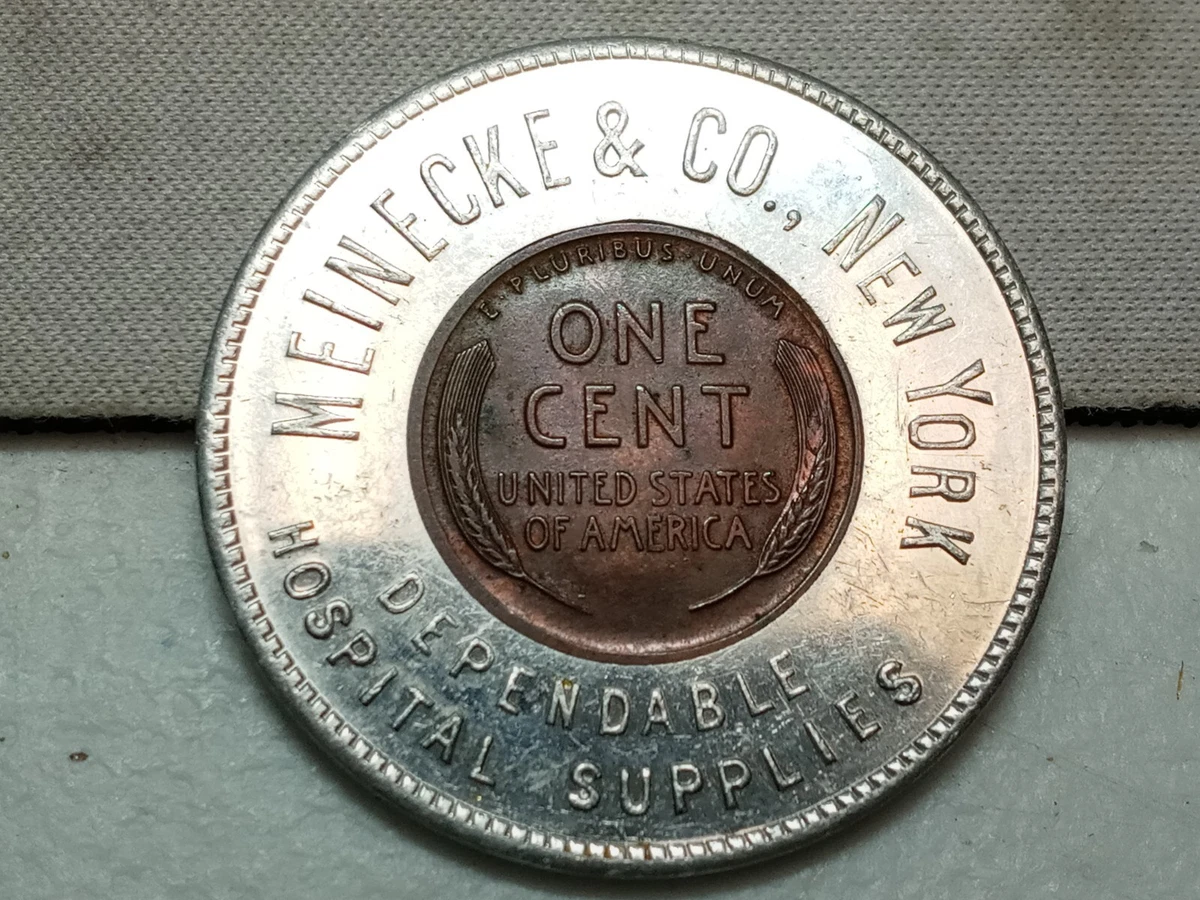 MEINECKE & CO., NEW YORK
E·PLURIBUS·UNUM
ONE
CENT
UNITED STATES
OF AMERICA
DEPENDABLE
HOSPITAL SUPPLIES